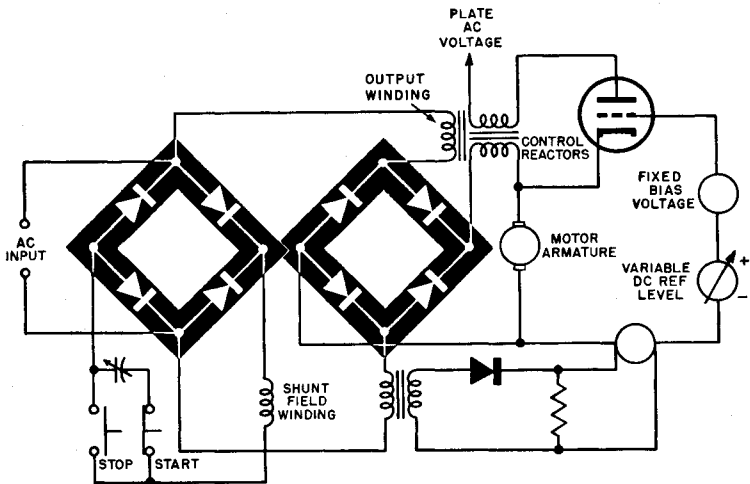 PLATE
AC
VOLTAGE
OUTPUT
WINDING
CONTROL
REACTORS
FIXED
BIAS
VOLTAGE
AC
INPUT
MOTOR
ARMATURE
VARIABLE
DC REF
LEVEL
+
–
SHUNT
FIELD
WINDING
STOP
START